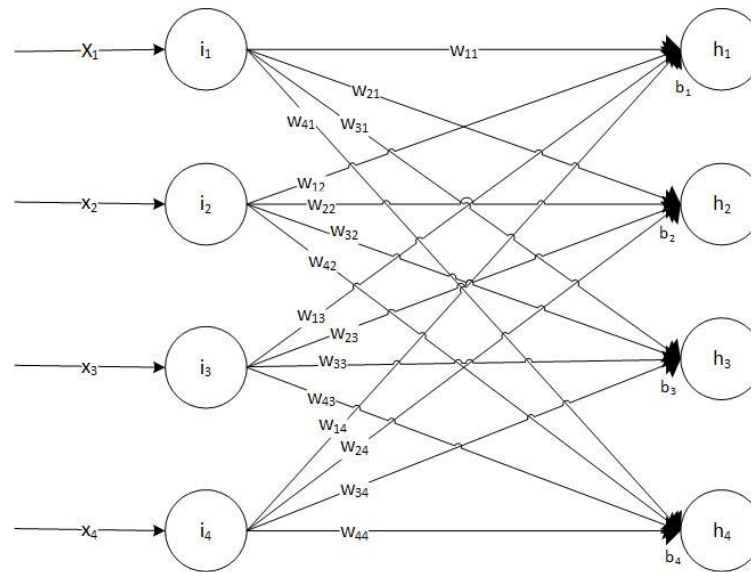 X₁ i₁ W₁₁ h₁
W₂₁ b₁
W₄₁ W₃₁
x₂ i₂ W₁₂ h₂
W₂₂
W₃₂ b₂
W₄₂
W₁₃
W₂₃
x₃ i₃ W₃₃ h₃
W₄₃ b₃
W₁₄
W₂₄
W₃₄
x₄ i₄ W₄₄ h₄
b₄